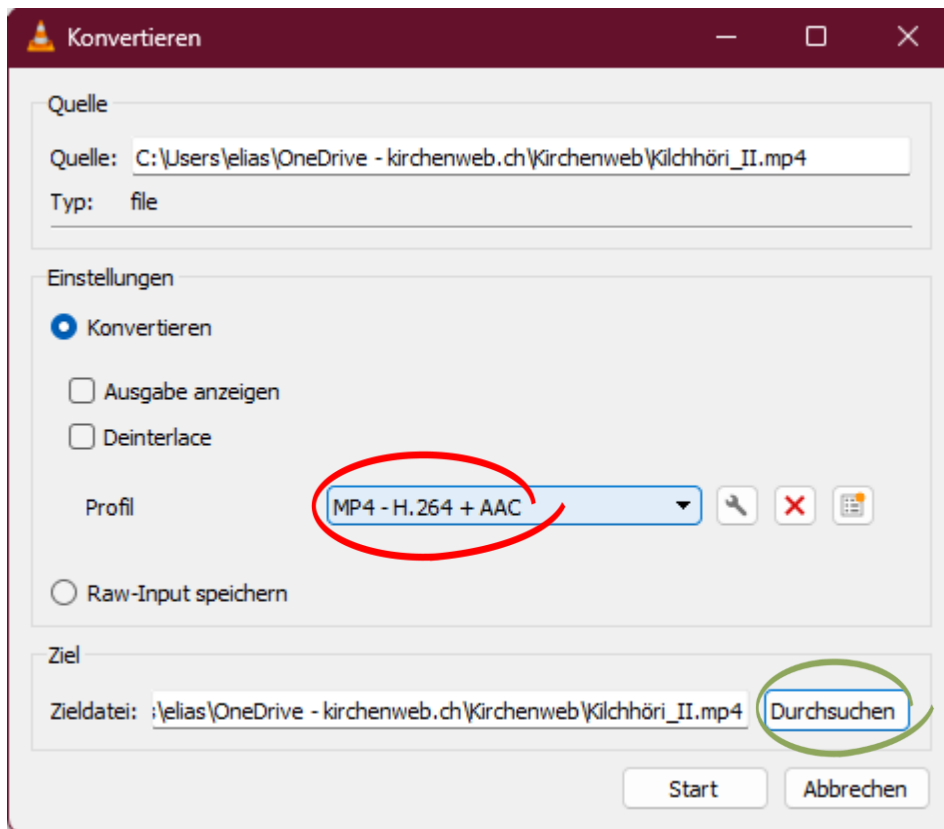 Konvertieren
Quelle
Quelle: C:\Users\elias\OneDrive - kirchenweb.ch\Kirchenweb\Kilchhöri_II.mp4
Typ: file
Einstellungen
Konvertieren
Ausgabe anzeigen
Deinterlace
Profil MP4 - H.264 + AAC
Raw-Input speichern
Ziel
Zieldatei: :\elias\OneDrive - kirchenweb.ch\Kirchenweb\Kilchhöri_II.mp4 Durchsuchen
Start Abbrechen